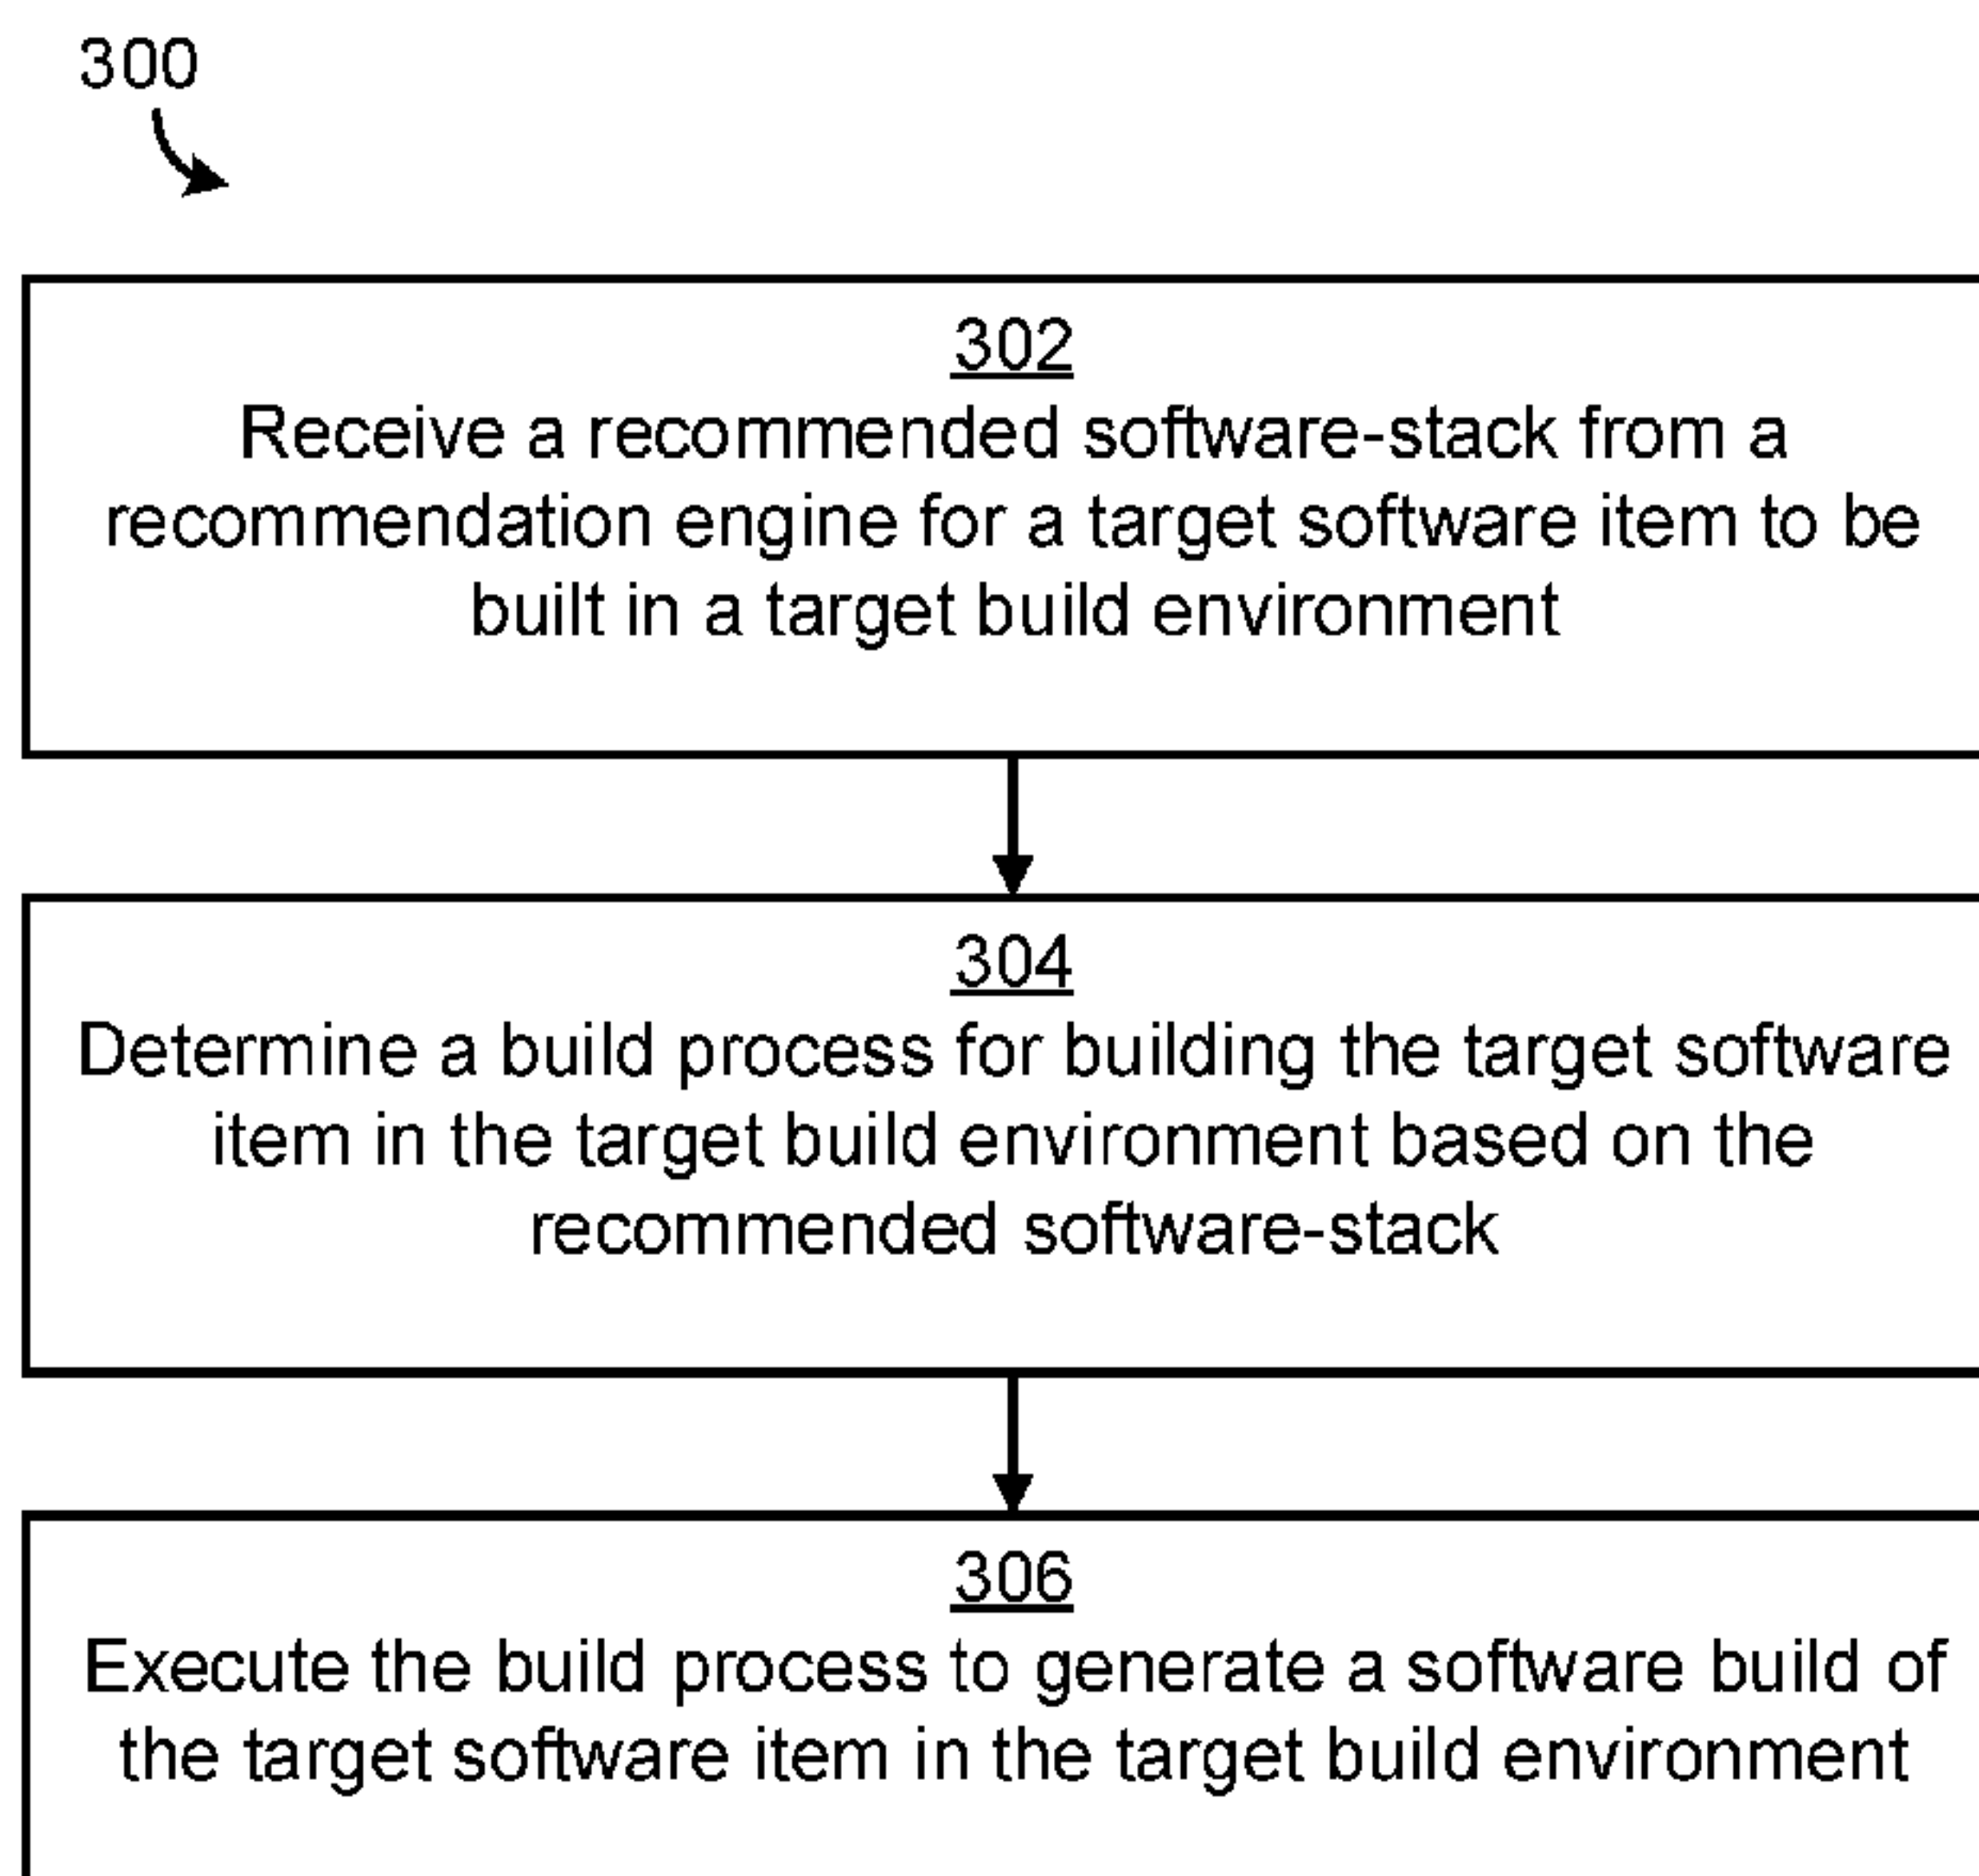 300
302
Receive a recommended software-stack from a
recommendation engine for a target software item to be
built in a target build environment
304
Determine a build process for building the target software
item in the target build environment based on the
recommended software-stack
306
Execute the build process to generate a software build of
the target software item in the target build environment